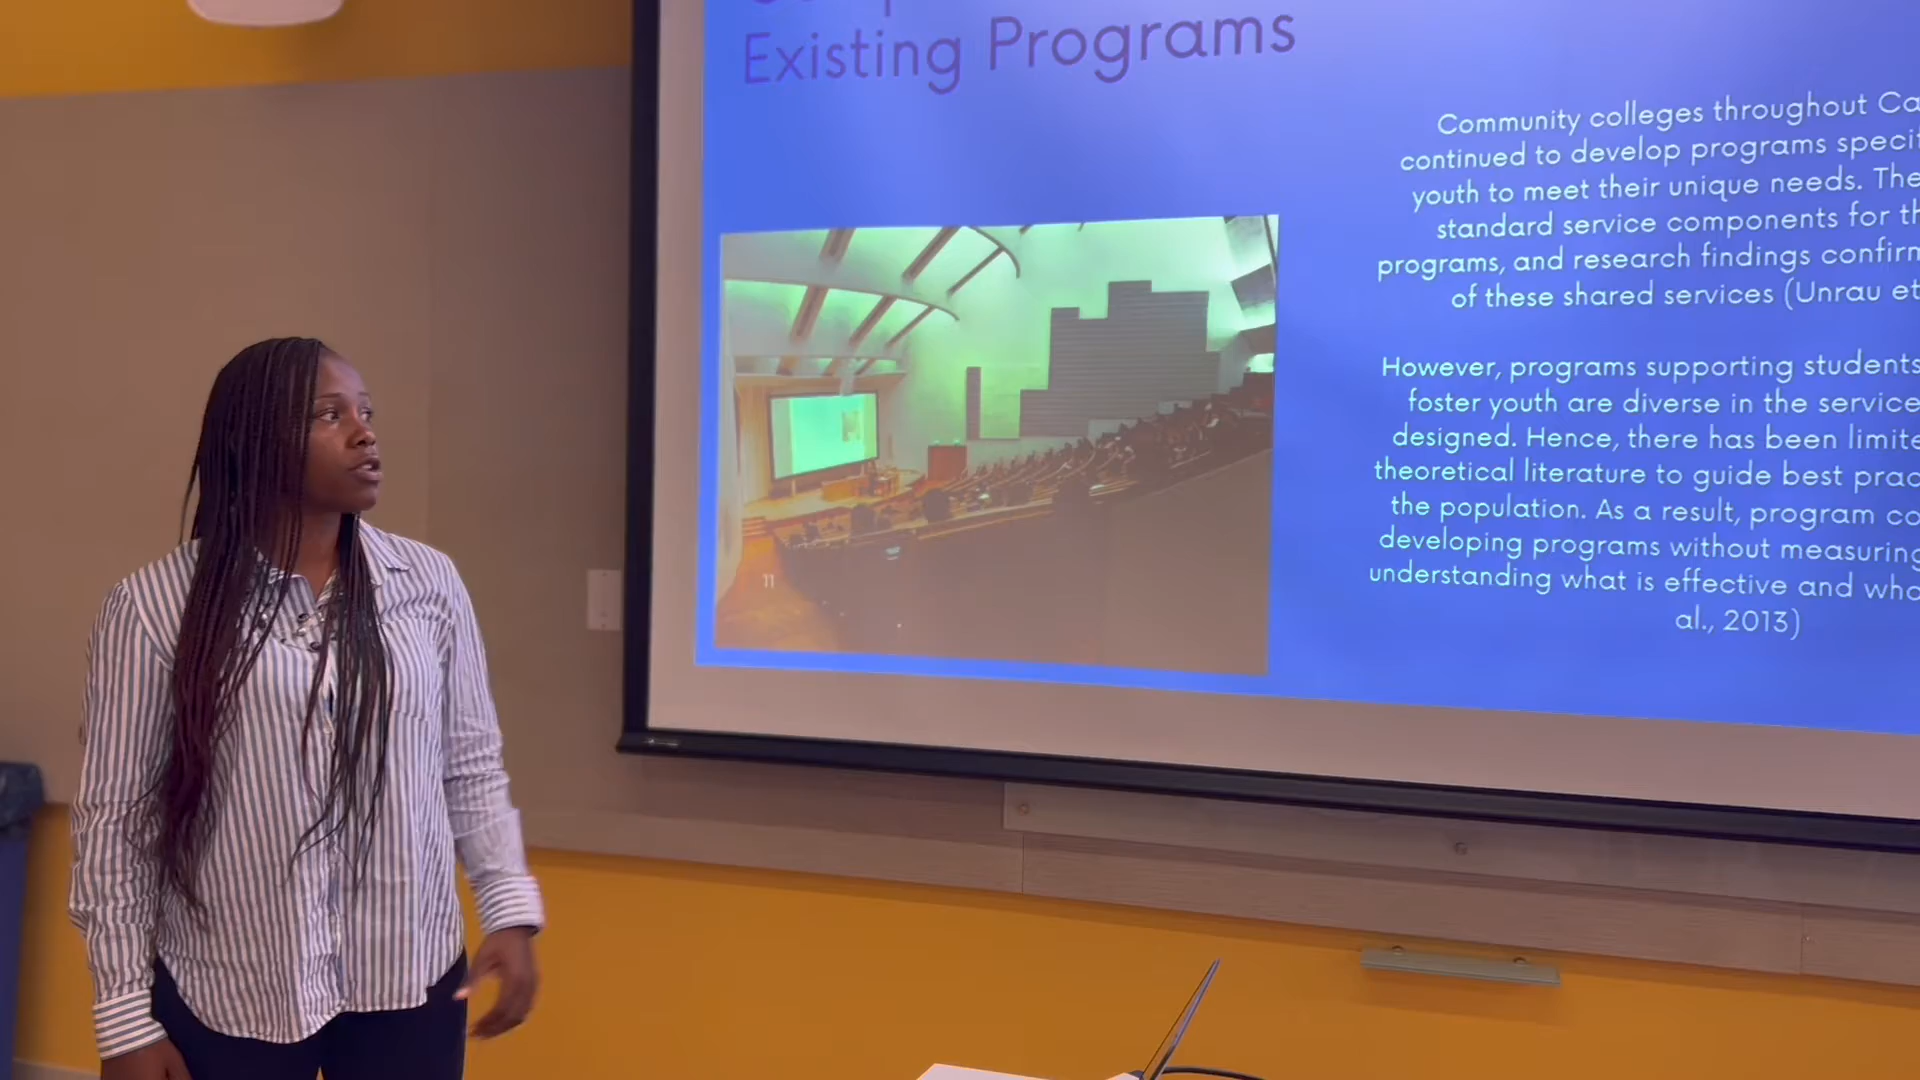 Existing Programs
Community colleges throughout Ca
continued to develop programs specif
youth to meet their unique needs. The
standard service components for th
programs, and research findings confirm
of these shared services (Unrau et
However, programs supporting students
foster youth are diverse in the service
designed. Hence, there has been limite
theoretical literature to guide best prac
the population. As a result, program co
developing programs without measuring
understanding what is effective and who
al., 2013)
11